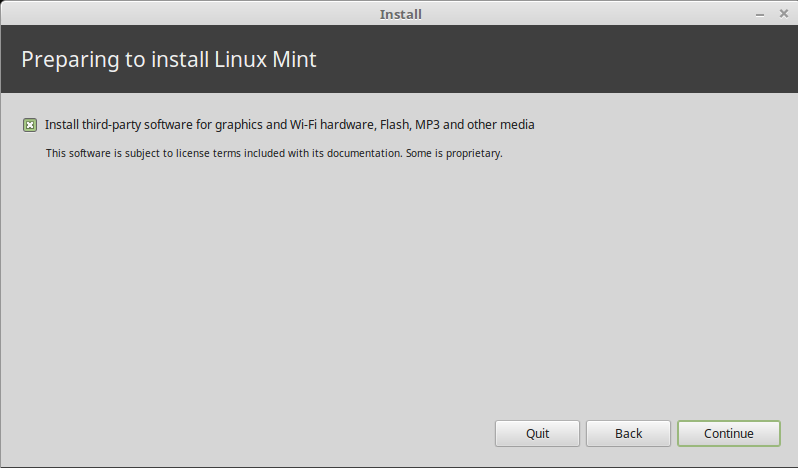 Install
Preparing to install Linux Mint
Install third-party software for graphics and Wi-Fi hardware, Flash, MP3 and other media
This software is subject to license terms included with its documentation. Some is proprietary.
Quit
Back
Continue